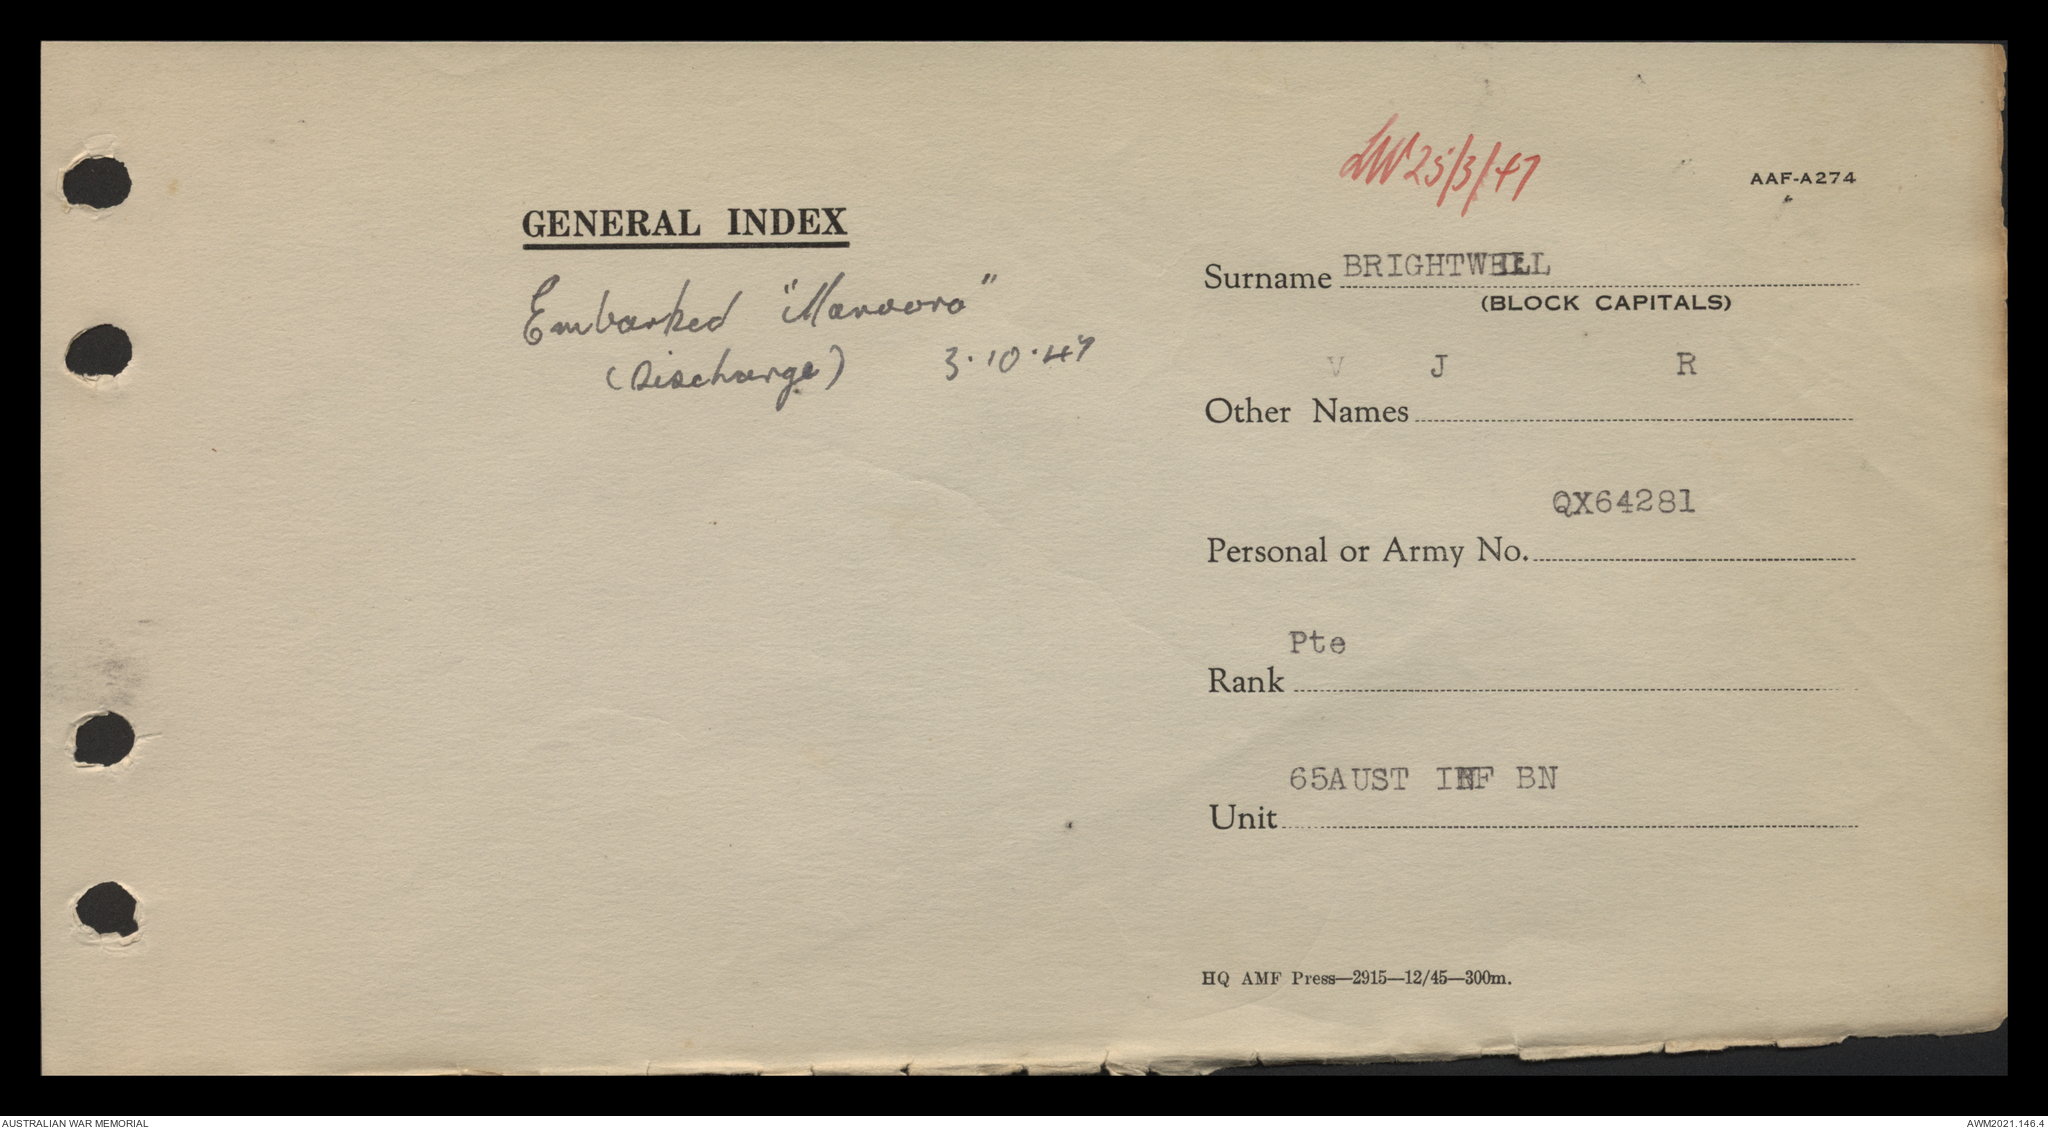 LW 25/3/47
AAF-A274
GENERAL INDEX
Embarked "Manoora"
(Discharge) 3.10.47
Surname BRIGHTWELL
(BLOCK CAPITALS)
V J R
Other Names
QX64281
Personal or Army No.
Pte
Rank
65AUST INF BN
Unit
HQ AMF Press—2915—12/45—300m.
AUSTRALIAN WAR MEMORIAL
AWM2021.146.4